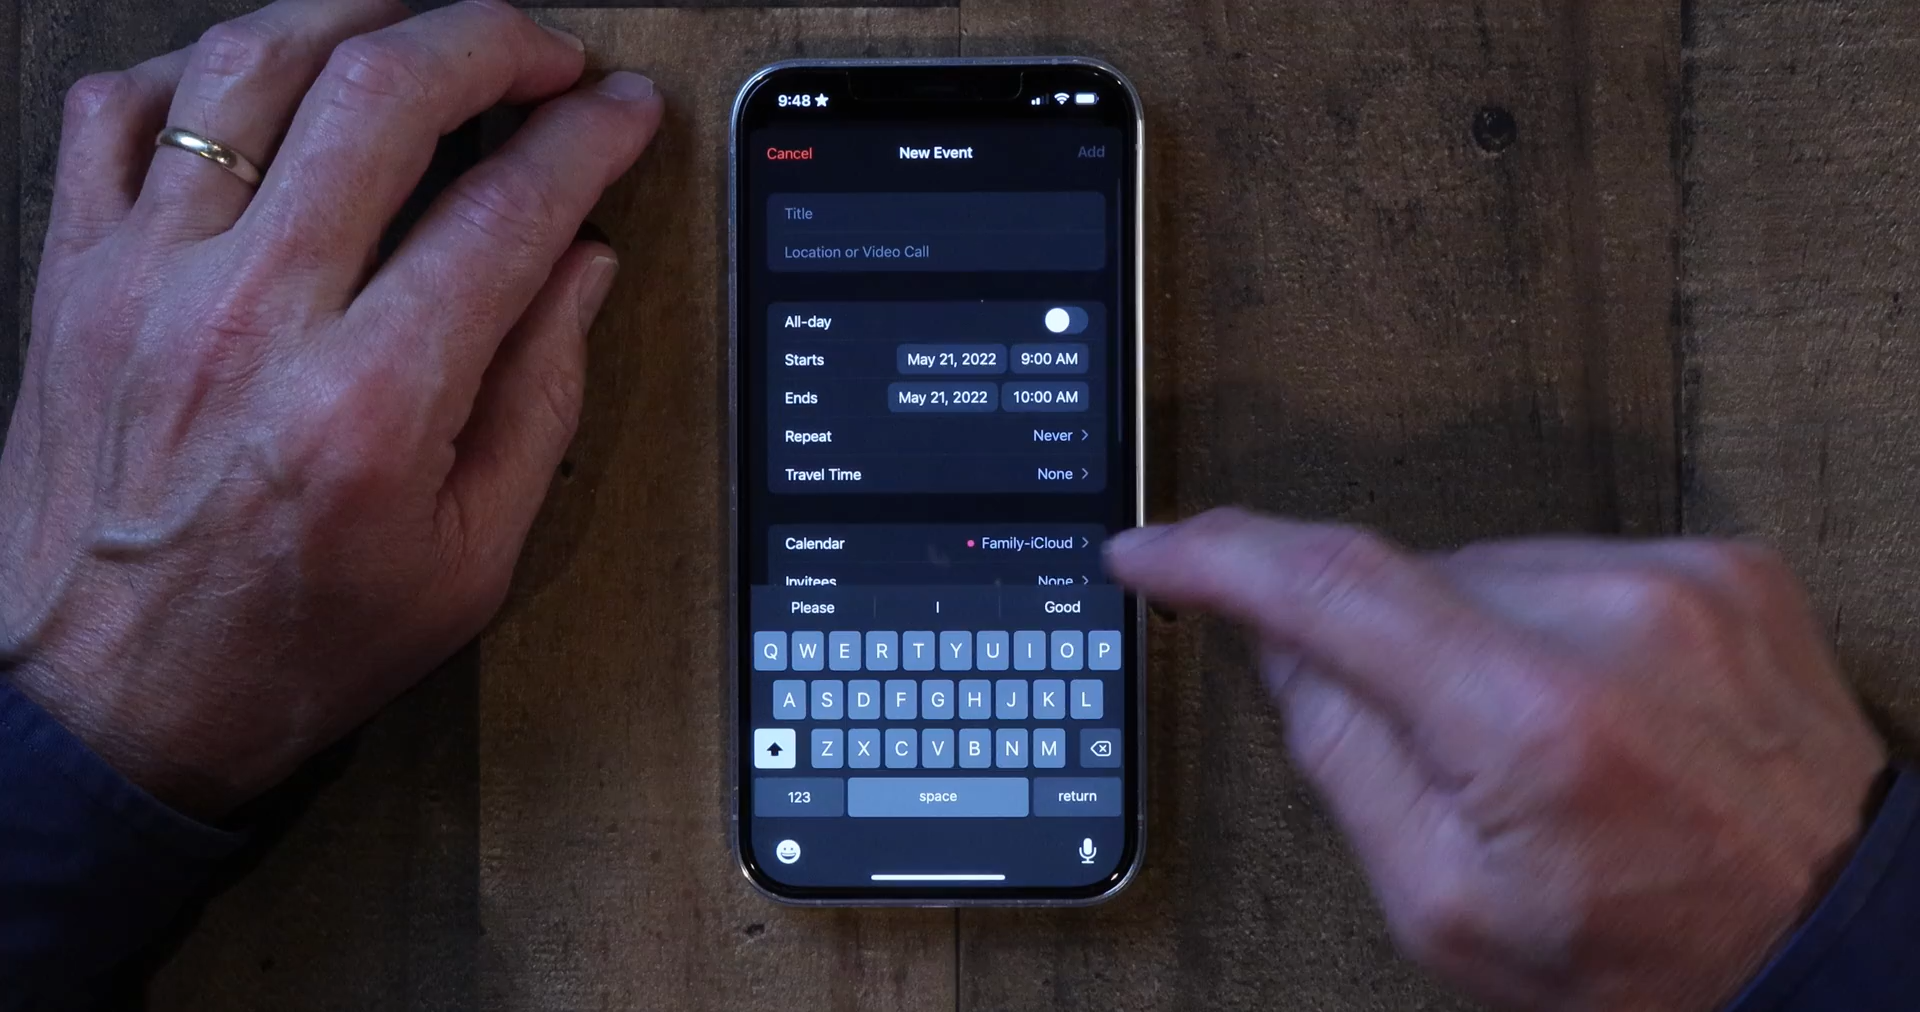 9:48
Cancel New Event Add
Title
Location or Video Call
All-day
Starts May 21, 2022 9:00 AM
Ends May 21, 2022 10:00 AM
Repeat Never
Travel Time None
Calendar Family-iCloud
Invitees None
Please I Good
Q W E R T Y U I O P
A S D F G H J K L
Z X C V B N M
123 space return